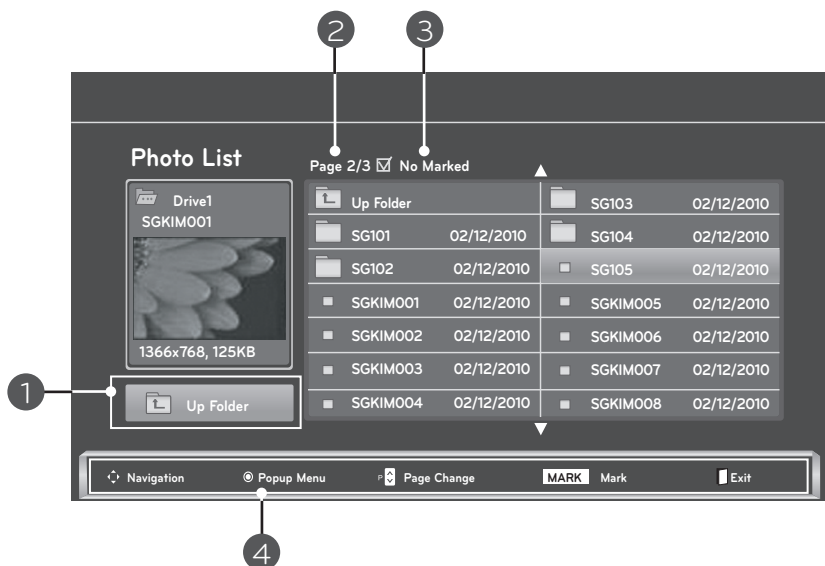 2 3
Photo List
Page 2/3 No Marked
Drive1
SGKIM001
1366x768, 125KB
1
Up Folder
Up Folder
SG101 02/12/2010
SG102 02/12/2010
SGKIM001 02/12/2010
SGKIM002 02/12/2010
SGKIM003 02/12/2010
SGKIM004 02/12/2010
SG103 02/12/2010
SG104 02/12/2010
SG105 02/12/2010
SGKIM005 02/12/2010
SGKIM006 02/12/2010
SGKIM007 02/12/2010
SGKIM008 02/12/2010
Navigation Popup Menu P Page Change MARK Mark Exit
4